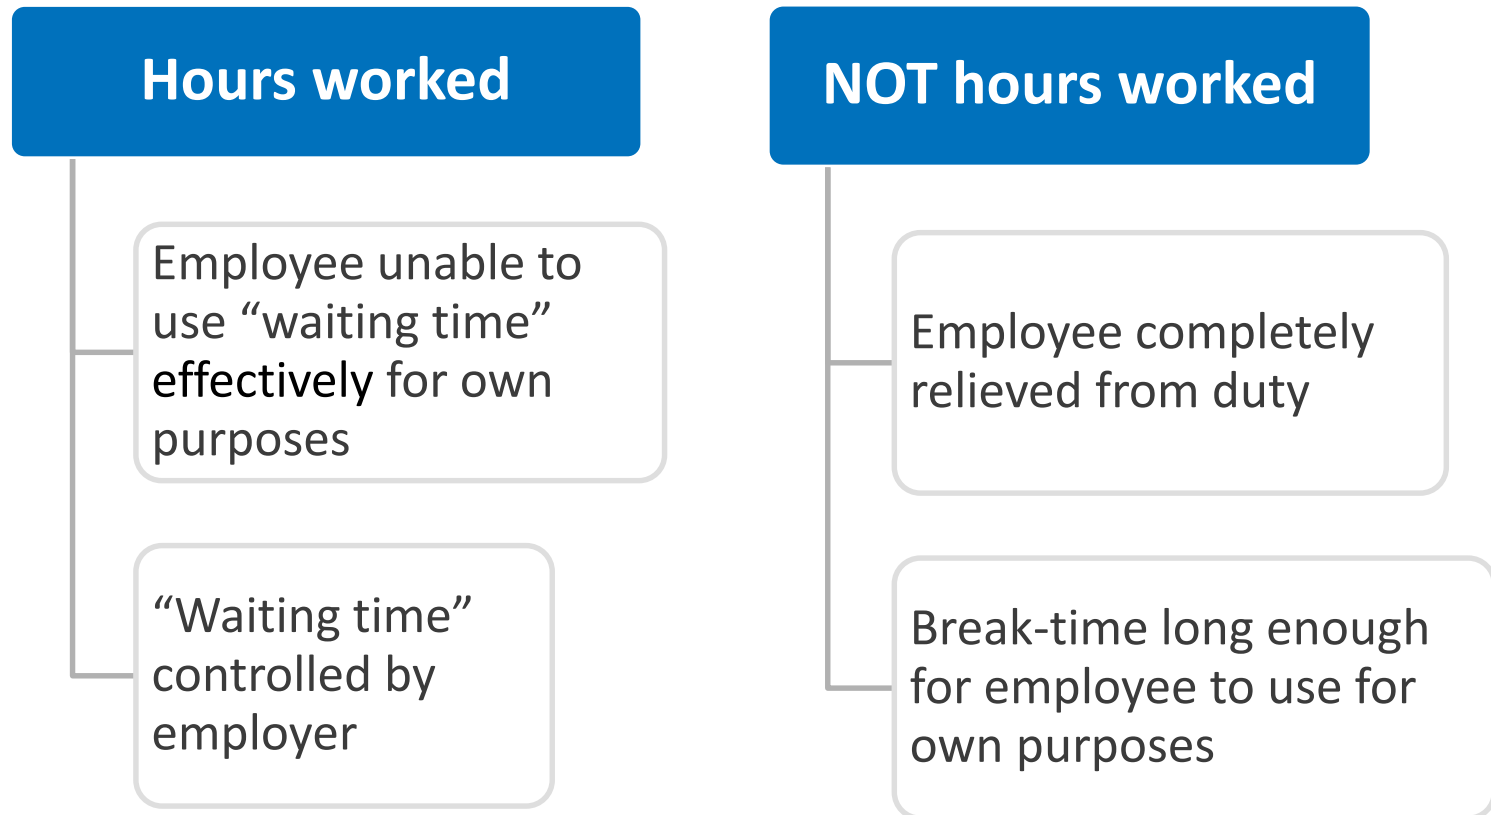 Hours worked
Employee unable to
use “waiting time”
effectively for own
purposes
“Waiting time”
controlled by
employer
NOT hours worked
Employee completely
relieved from duty
Break-time long enough
for employee to use for
own purposes